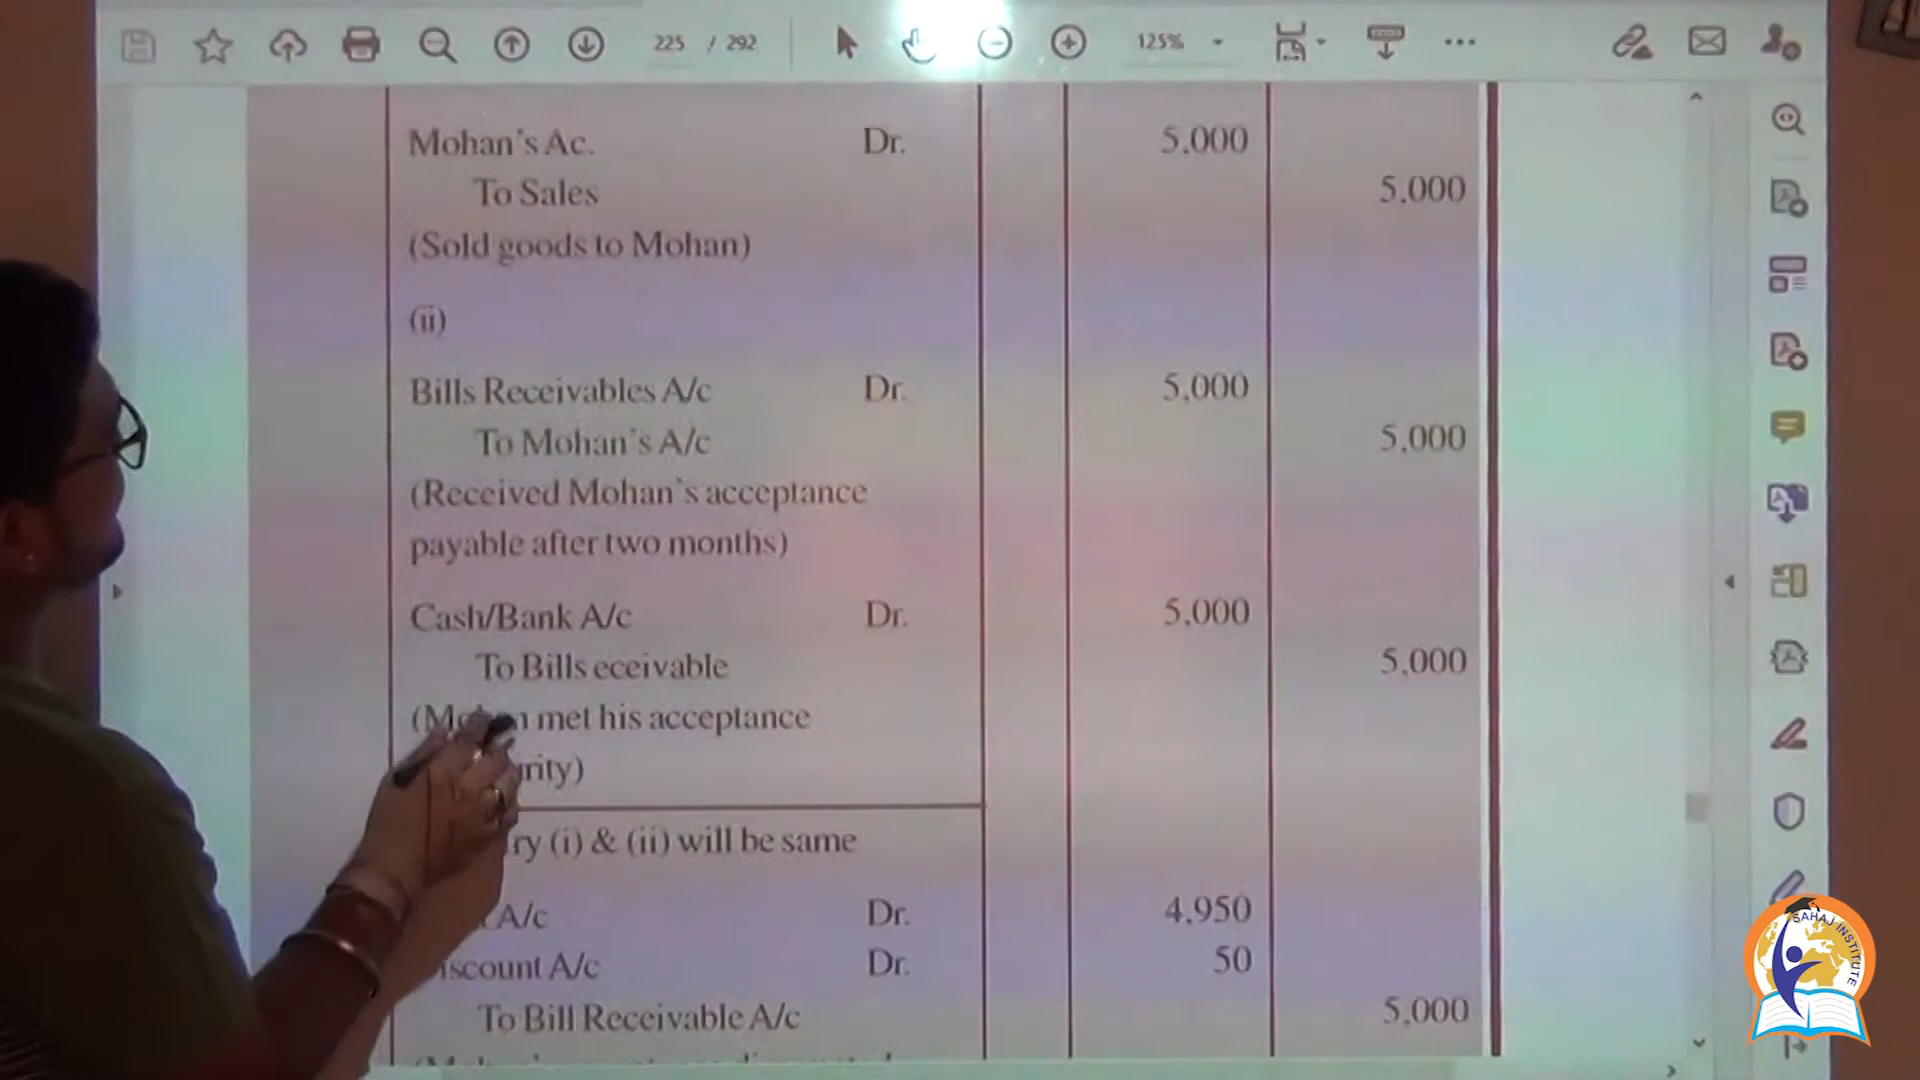 225 / 292
125%
Mohan's Ac. Dr. 5,000
To Sales 5,000
(Sold goods to Mohan)
(ii)
Bills Receivables A/c Dr. 5,000
To Mohan's A/c 5,000
(Received Mohan's acceptance
payable after two months)
Cash/Bank A/c Dr. 5,000
To Bills eceivable 5,000
met his acceptance
(i) & (ii) will be same
A/c Dr. 4,950
A/c Dr. 50
To Bill Receivable A/c 5,000
SAHAJ INSTITUTE